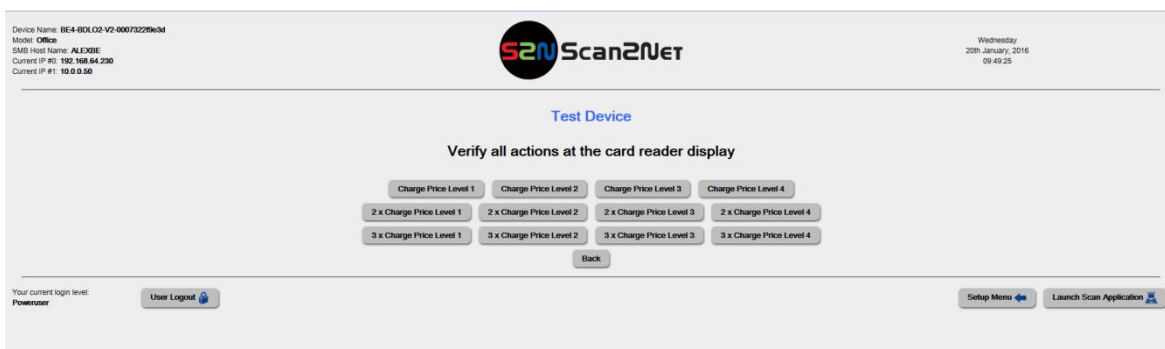 Device Name: BE4-BDLO2-V2-0007322f9e3d
Model: Office
SMB Host Name: ALEXBE
Current IP #0: 192.168.64.230
Current IP #1: 10.0.0.50
S2N Scan2Net
Wednesday
20th January, 2016
09:49:25
Test Device
Verify all actions at the card reader display
Charge Price Level 1 Charge Price Level 2 Charge Price Level 3 Charge Price Level 4
2 x Charge Price Level 1 2 x Charge Price Level 2 2 x Charge Price Level 3 2 x Charge Price Level 4
3 x Charge Price Level 1 3 x Charge Price Level 2 3 x Charge Price Level 3 3 x Charge Price Level 4
Back
Your current login level:
Poweruser
User Logout
Setup Menu Launch Scan Application